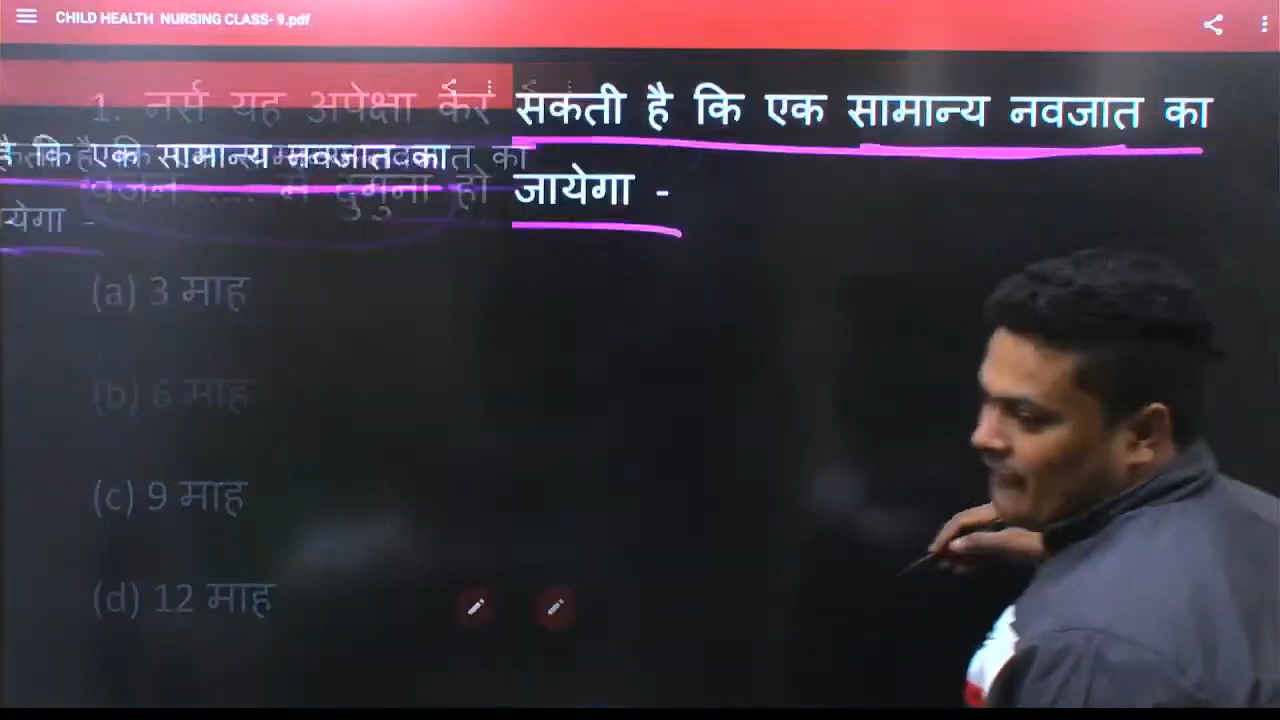 CHILD HEALTH NURSING CLASS- 9.pdf
1. नर्स यह अपेक्षा कर सकती है कि एक सामान्य नवजात का
है कि एक सामान्य नवजात का
वजन .... में दुगुना हो जायेगा -
येगा -
(a) 3 माह
(b) 6 माह
(c) 9 माह
(d) 12 माह